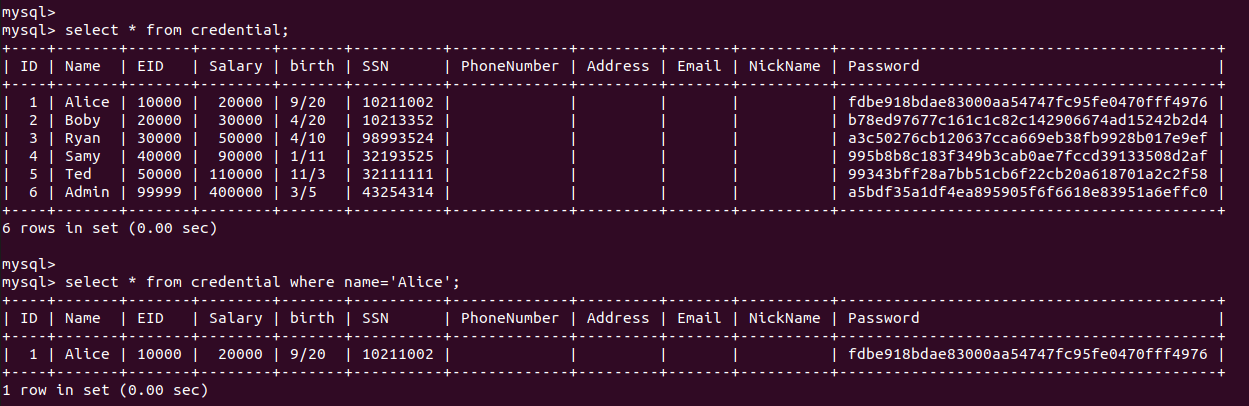 mysql>
mysql> select * from credential;
+----+-------+-------+--------+-------+----------+-------------+---------+-------+----------+------------------------------------------+
| ID | Name  | EID   | Salary | birth | SSN      | PhoneNumber | Address | Email | NickName | Password                                 |
+----+-------+-------+--------+-------+----------+-------------+---------+-------+----------+------------------------------------------+
|  1 | Alice | 10000 |  20000 | 9/20  | 10211002 |             |         |       |          | fdbe918bdae83000aa54747fc95fe0470fff4976 |
|  2 | Boby  | 20000 |  30000 | 4/20  | 10213352 |             |         |       |          | b78ed97677c161c1c82c142906674ad15242b2d4 |
|  3 | Ryan  | 30000 |  50000 | 4/10  | 98993524 |             |         |       |          | a3c50276cb120637cca669eb38fb9928b017e9ef |
|  4 | Samy  | 40000 |  90000 | 1/11  | 32193525 |             |         |       |          | 995b8b8c183f349b3cab0ae7fccd39133508d2af |
|  5 | Ted   | 50000 | 110000 | 11/3  | 32111111 |             |         |       |          | 99343bff28a7bb51cb6f22cb20a618701a2c2f58 |
|  6 | Admin | 99999 | 400000 | 3/5   | 43254314 |             |         |       |          | a5bdf35a1df4ea895905f6f6618e83951a6effc0 |
+----+-------+-------+--------+-------+----------+-------------+---------+-------+----------+------------------------------------------+
6 rows in set (0.00 sec)

mysql>
mysql> select * from credential where name='Alice';
+----+-------+-------+--------+-------+----------+-------------+---------+-------+----------+------------------------------------------+
| ID | Name  | EID   | Salary | birth | SSN      | PhoneNumber | Address | Email | NickName | Password                                 |
+----+-------+-------+--------+-------+----------+-------------+---------+-------+----------+------------------------------------------+
|  1 | Alice | 10000 |  20000 | 9/20  | 10211002 |             |         |       |          | fdbe918bdae83000aa54747fc95fe0470fff4976 |
+----+-------+-------+--------+-------+----------+-------------+---------+-------+----------+------------------------------------------+
1 row in set (0.00 sec)